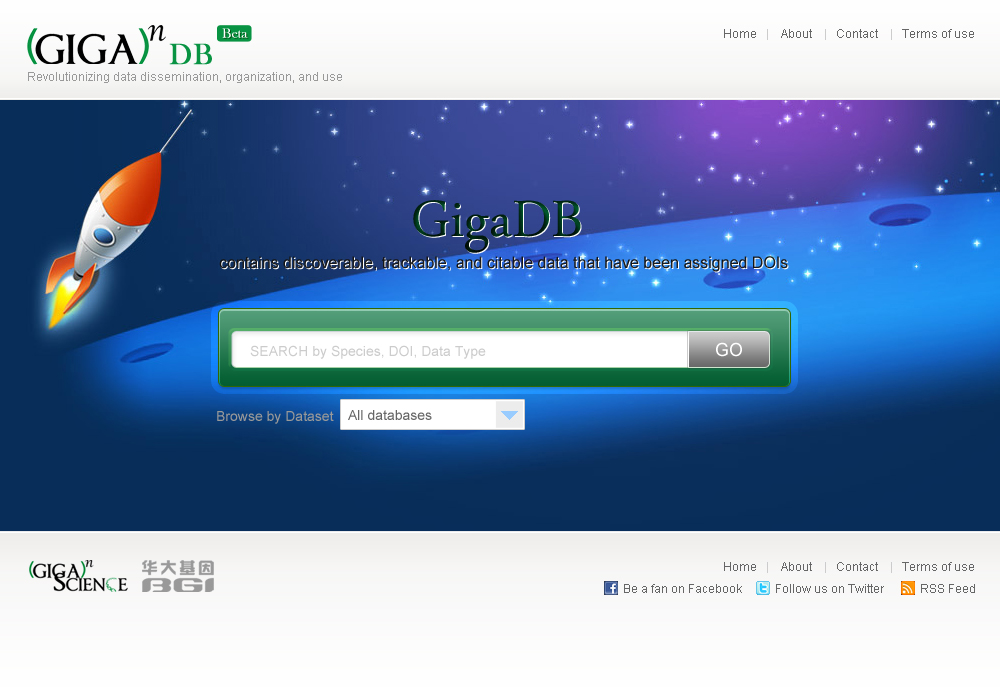 (GIGA)n DB Beta
Revolutionizing data dissemination, organization, and use
Home | About | Contact | Terms of use
GigaDB
contains discoverable, trackable, and citable data that have been assigned DOIs
SEARCH by Species, DOI, Data Type
GO
Browse by Dataset All databases
(GIGA)n
SCIENCE
华大基因
BGI
Home | About | Contact | Terms of use
Be a fan on Facebook Follow us on Twitter RSS Feed